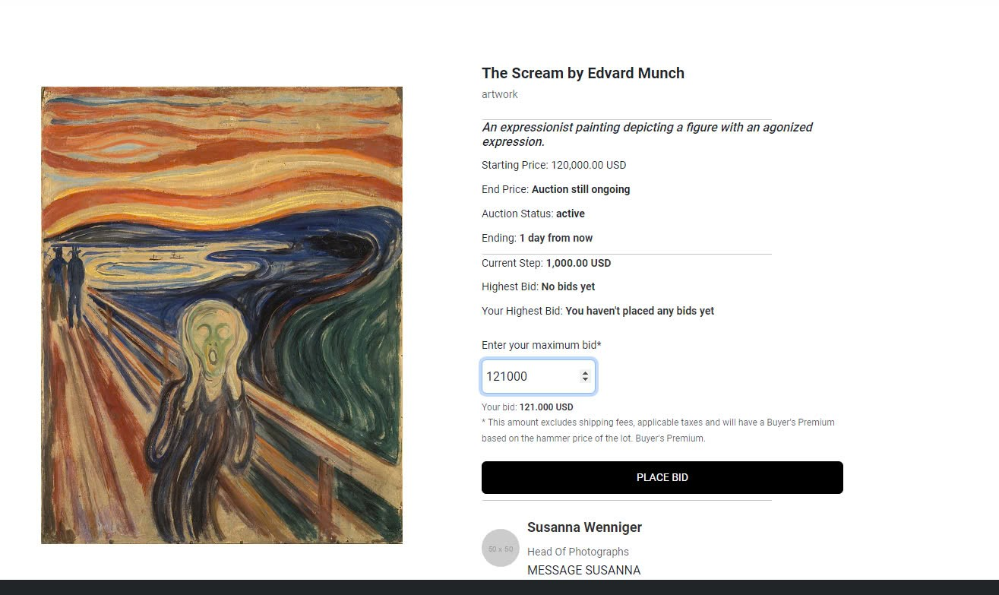 The Scream by Edvard Munch
artwork
An expressionist painting depicting a figure with an agonized
expression.
Starting Price: 120,000.00 USD
End Price: Auction still ongoing
Auction Status: active
Ending: 1 day from now
Current Step: 1,000.00 USD
Highest Bid: No bids yet
Your Highest Bid: You haven't placed any bids yet
Enter your maximum bid*
121000
Your bid: 121.000 USD
* This amount excludes shipping fees, applicable taxes and will have a Buyer's Premium
based on the hammer price of the lot. Buyer's Premium.
PLACE BID
Susanna Wenniger
50 x 50
Head Of Photographs
MESSAGE SUSANNA